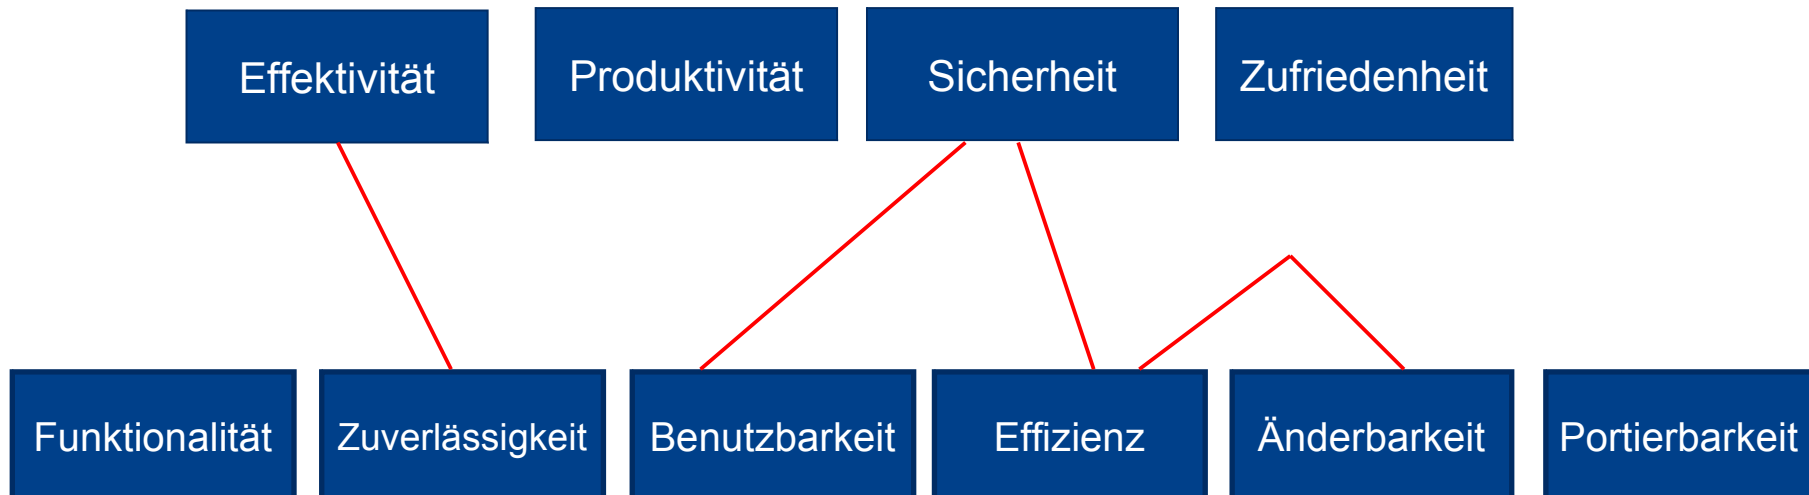 Effektivität
Produktivität
Sicherheit
Zufriedenheit
Funktionalität
Zuverlässigkeit
Benutzbarkeit
Effizienz
Änderbarkeit
Portierbarkeit